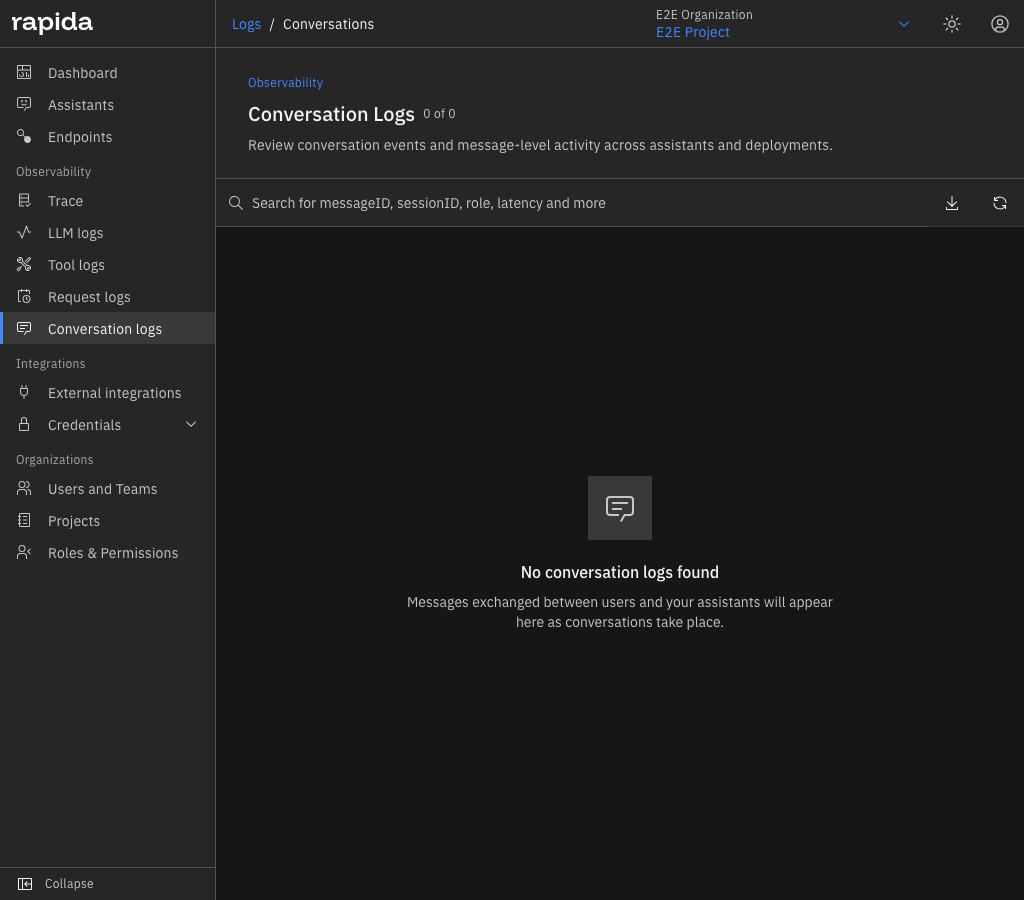 rapida
Logs / Conversations
E2E Organization
E2E Project
Dashboard
Assistants
Endpoints
Observability
Trace
LLM logs
Tool logs
Request logs
Conversation logs
Integrations
External integrations
Credentials
Organizations
Users and Teams
Projects
Roles & Permissions
Collapse
Observability
Conversation Logs 0 of 0
Review conversation events and message-level activity across assistants and deployments.
Search for messageID, sessionID, role, latency and more
No conversation logs found
Messages exchanged between users and your assistants will appear
here as conversations take place.